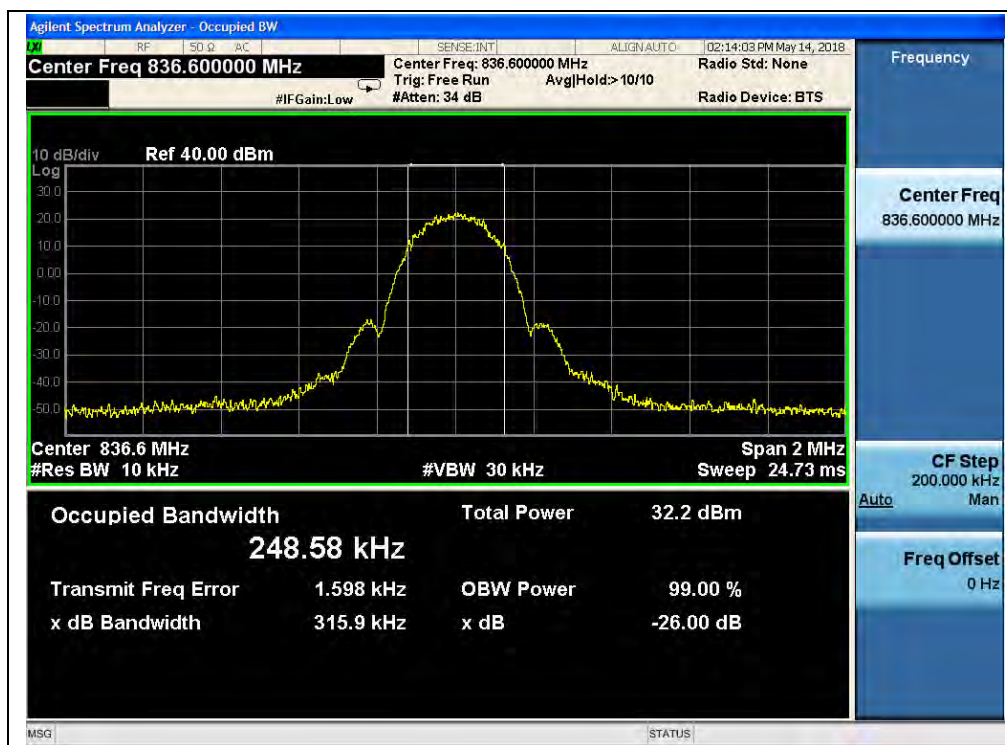 Agilent Spectrum Analyzer - Occupied BW
LXI RF 50 Ω AC SENSE:INT ALIGN AUTO 02:14:03 PM May 14, 2018
Center Freq 836.600000 MHz
Center Freq: 836.600000 MHz
Radio Std: None
Trig: Free Run Avg|Hold:> 10/10
#IFGain:Low
#Atten: 34 dB
Radio Device: BTS
10 dB/div Ref 40.00 dBm
Log
30.0
20.0
10.0
0.00
-10.0
-20.0
-30.0
-40.0
-50.0
Center 836.6 MHz Span 2 MHz
#Res BW 10 kHz #VBW 30 kHz Sweep 24.73 ms
Occupied Bandwidth Total Power 32.2 dBm
248.58 kHz
Transmit Freq Error 1.598 kHz OBW Power 99.00 %
x dB Bandwidth 315.9 kHz x dB -26.00 dB
Frequency
Center Freq
836.600000 MHz
CF Step
200.000 kHz
Auto Man
Freq Offset
0 Hz
MSG STATUS